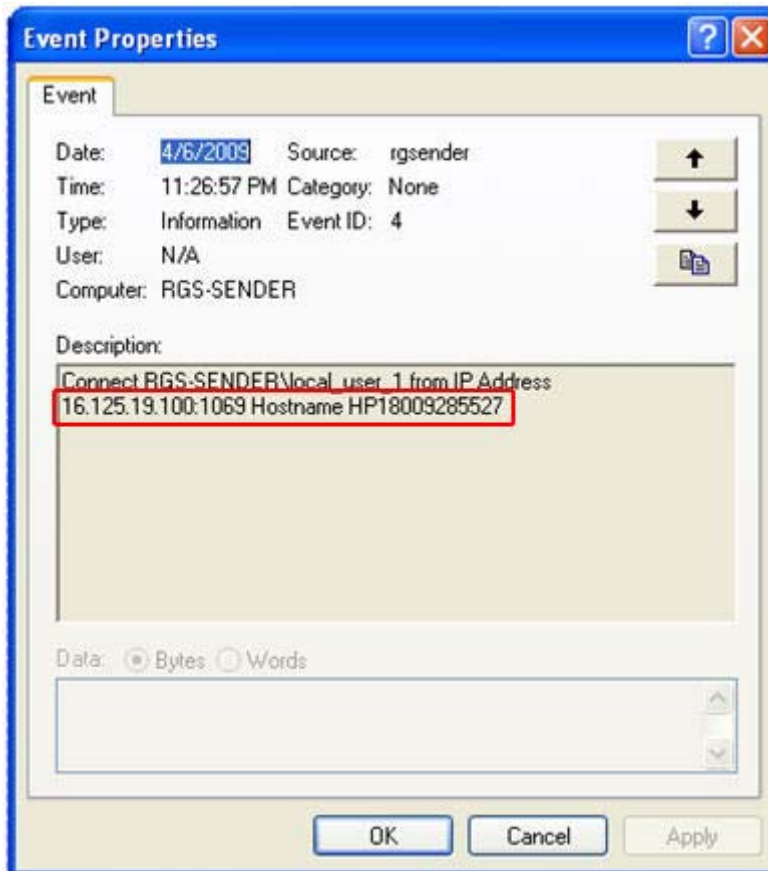 Event Properties
Event
Date: 4/6/2009 Source: rgsender
Time: 11:26:57 PM Category: None
Type: Information Event ID: 4
User: N/A
Computer: RGS-SENDER
Description:
Connect RGS-SENDER\local_user_1 from IP Address
16.125.19.100:1069 Hostname HP18009285527
Data: Bytes Words
OK Cancel Apply